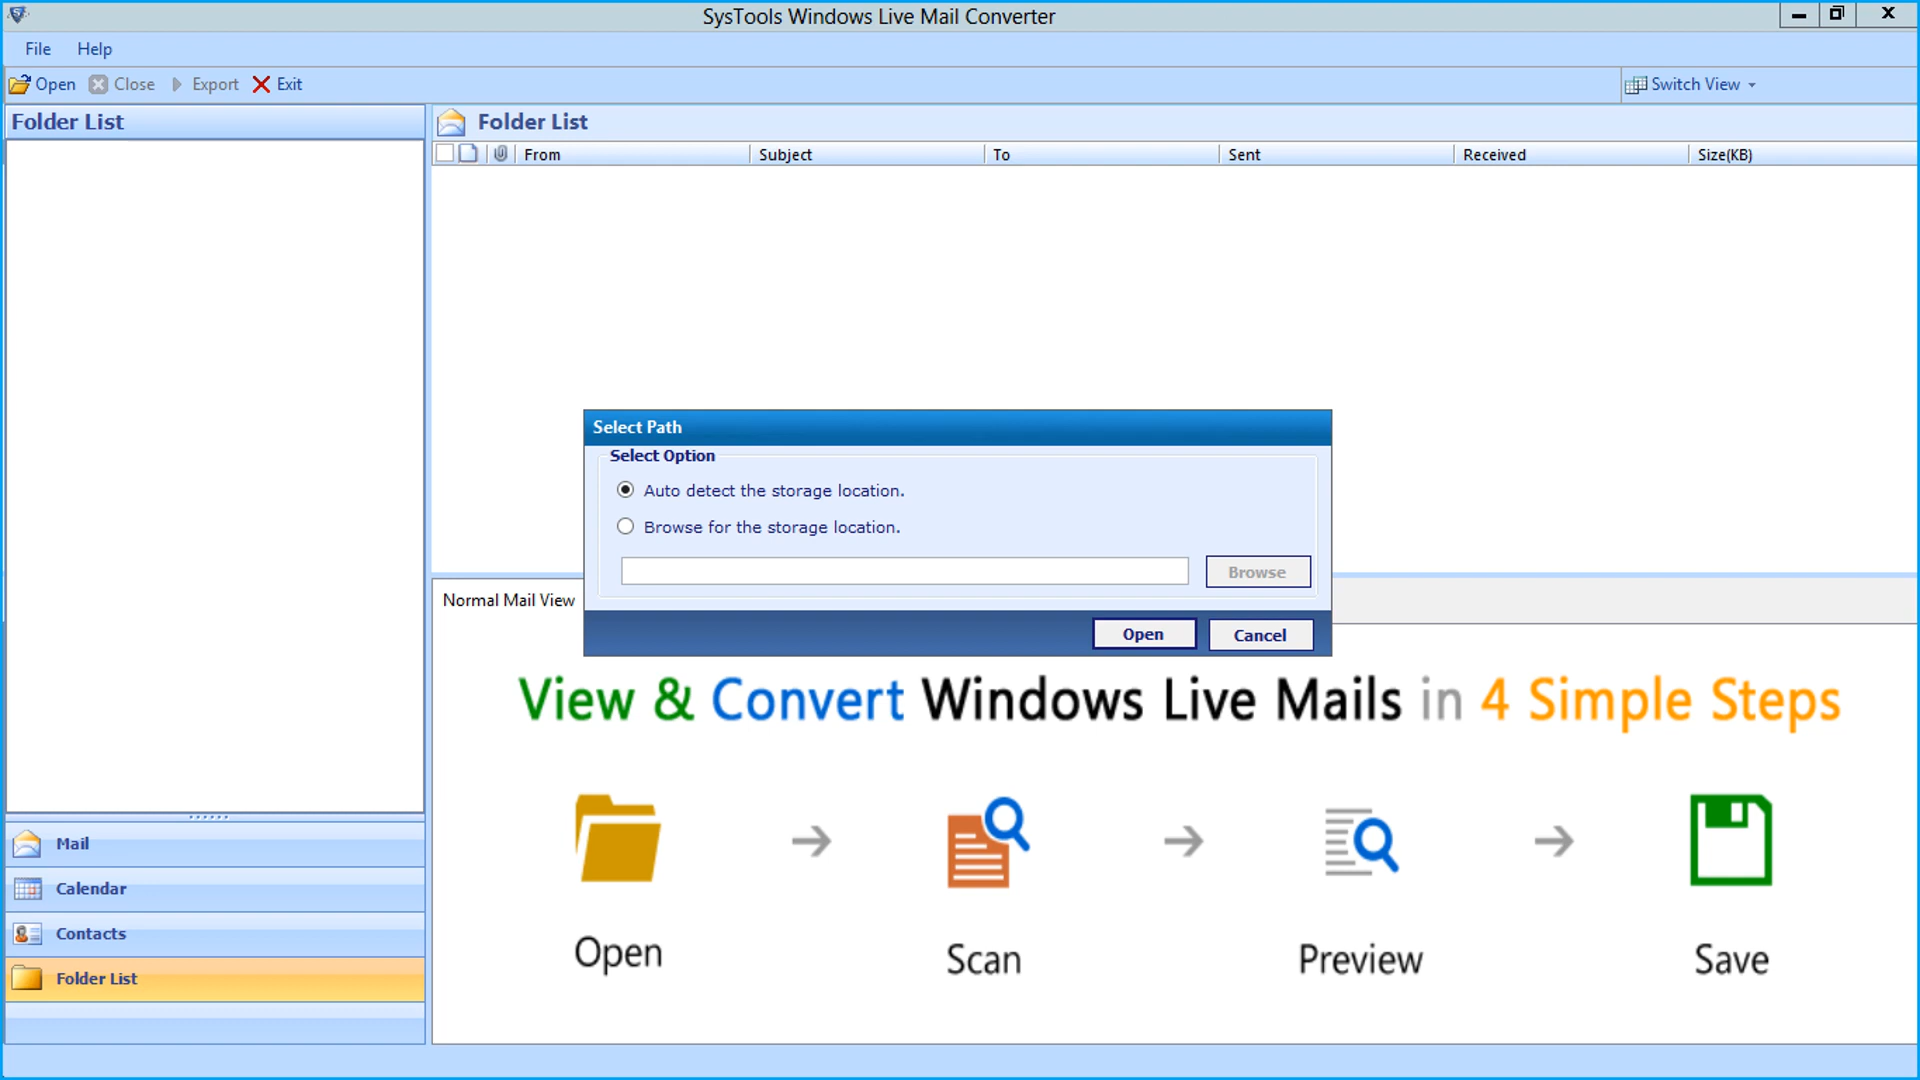 SysTools Windows Live Mail Converter
File Help
Open Close Export Exit Switch View
Folder List
Folder List
From Subject To Sent Received Size(KB)
Select Path
Select Option
Auto detect the storage location.
Browse for the storage location.
Browse
Normal Mail View
Open Cancel
View & Convert Windows Live Mails in 4 Simple Steps
Mail
Calendar
Contacts
Folder List
Open Scan Preview Save